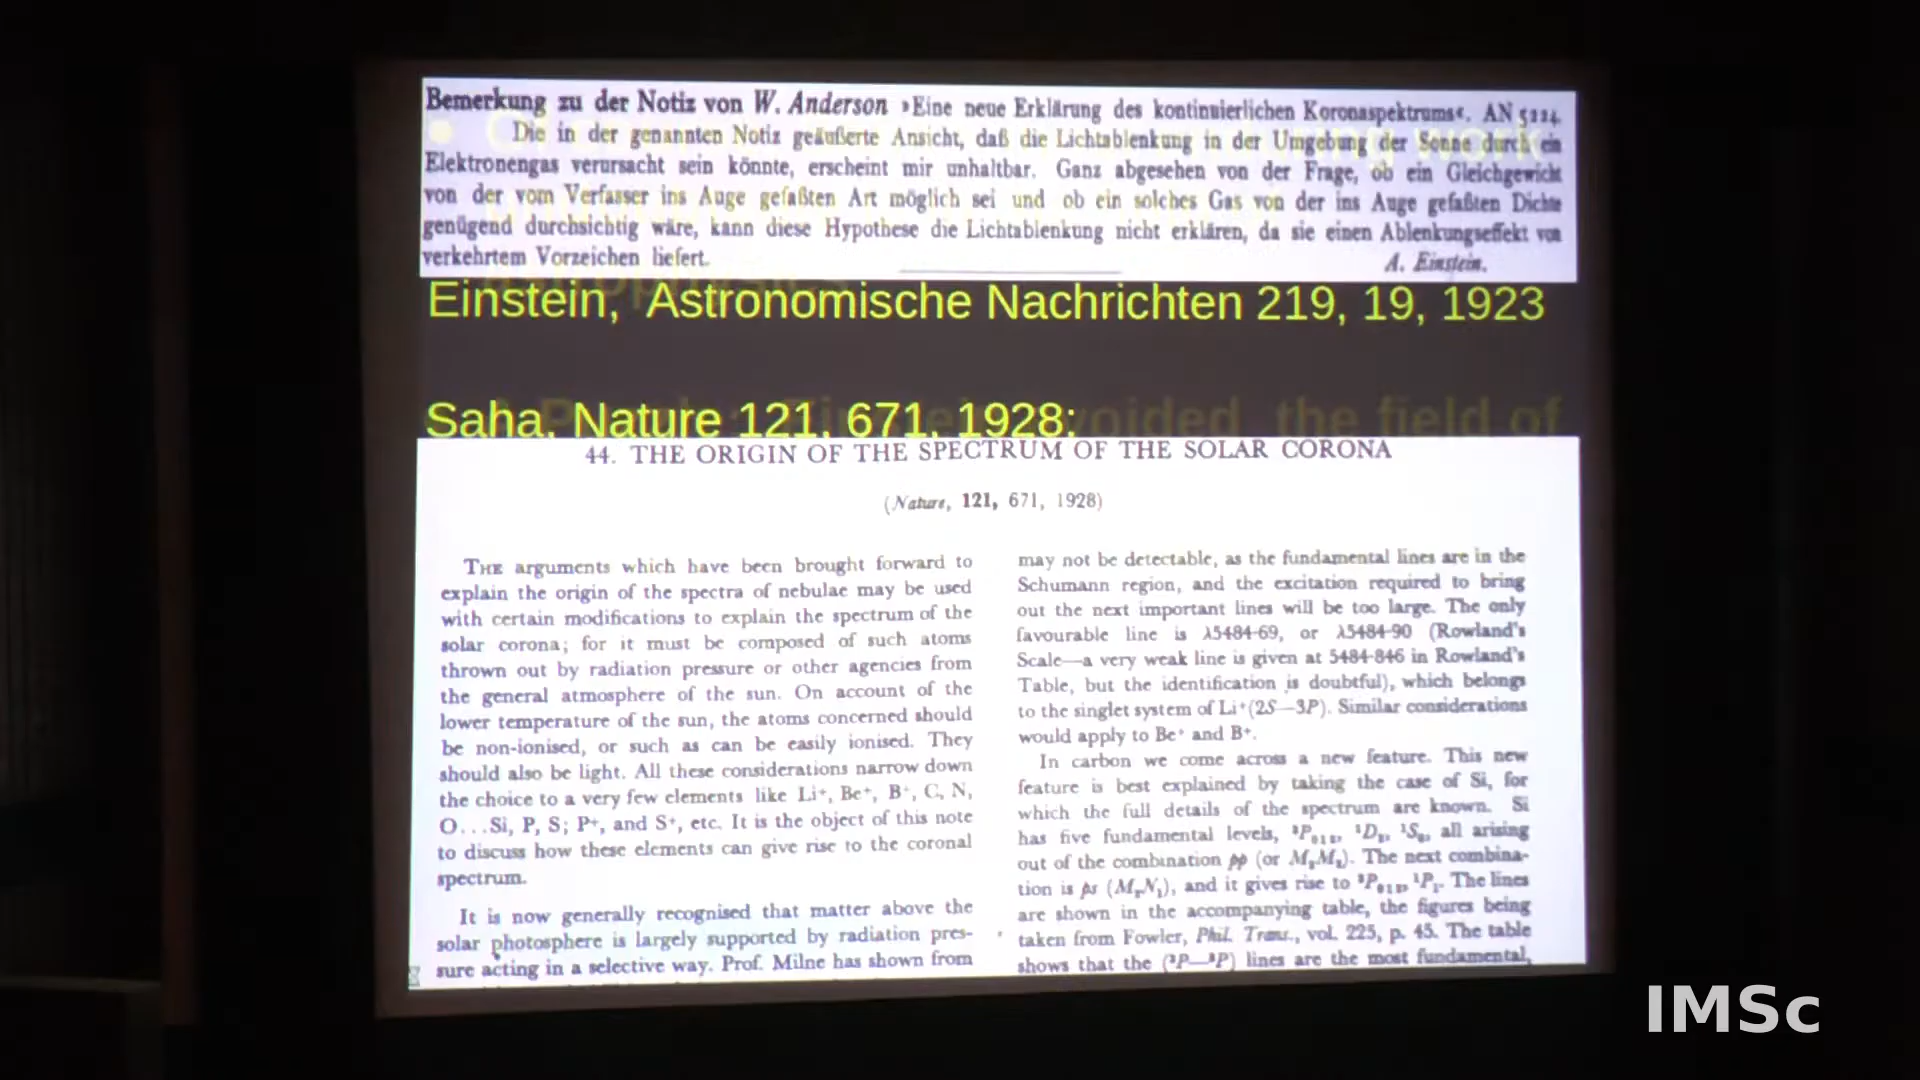 Bemerkung zu der Notiz von W. Anderson »Eine neue Erklärung des kontinuierlichen Koronaspektrums«. AN 5124.
Die in der genannten Notiz geäußerte Ansicht, daß die Lichtablenkung in der Umgebung der Sonne durch ein
Elektronengas verursacht sein könnte, erscheint mir unhaltbar. Ganz abgesehen von der Frage, ob ein Gleichgewicht
von der vom Verfasser ins Auge gefaßten Art möglich sei und ob ein solches Gas von der ins Auge gefaßten Dichte
genügend durchsichtig wäre, kann diese Hypothese die Lichtablenkung nicht erklären, da sie einen Ablenkungseffekt von
verkehrtem Vorzeichen liefert.
A. Einstein.
Einstein, Astronomische Nachrichten 219, 19, 1923
Saha, Nature 121, 671, 1928:
44. THE ORIGIN OF THE SPECTRUM OF THE SOLAR CORONA
(Nature, 121, 671, 1928)
THE arguments which have been brought forward to
explain the origin of the spectra of nebulae may be used
with certain modifications to explain the spectrum of the
solar corona; for it must be composed of such atoms
thrown out by radiation pressure or other agencies from
the general atmosphere of the sun. On account of the
lower temperature of the sun, the atoms concerned should
be non-ionised, or such as can be easily ionised. They
should also be light. All these considerations narrow down
the choice to a very few elements like Li⁺, Be⁺, B⁺, C, N,
O...Si, P, S; P⁺, and S⁺, etc. It is the object of this note
to discuss how these elements can give rise to the coronal
spectrum.
It is now generally recognised that matter above the
solar photosphere is largely supported by radiation pres-
sure acting in a selective way. Prof. Milne has shown from
may not be detectable, as the fundamental lines are in the
Schumann region, and the excitation required to bring
out the next important lines will be too large. The only
favourable line is λ5484·69, or λ5484·90 (Rowland's
Scale—a very weak line is given at 5484·846 in Rowland's
Table, but the identification is doubtful), which belongs
to the singlet system of Li⁺(2S—3P). Similar considerations
would apply to Be⁺ and B⁺.
In carbon we come across a new feature. This new
feature is best explained by taking the case of Si, for
which the full details of the spectrum are known. Si
has five fundamental levels, ³P₀₁₂, ¹D₂, ¹S₀, all arising
out of the combination pp (or M₂M₂). The next combina-
tion is ps (M₂N₁), and it gives rise to ³P₀₁₂, ¹P₁. The lines
are shown in the accompanying table, the figures being
taken from Fowler, Phil. Trans., vol. 225, p. 45. The table
shows that the (³P—³P) lines are the most fundamental,
IMSc